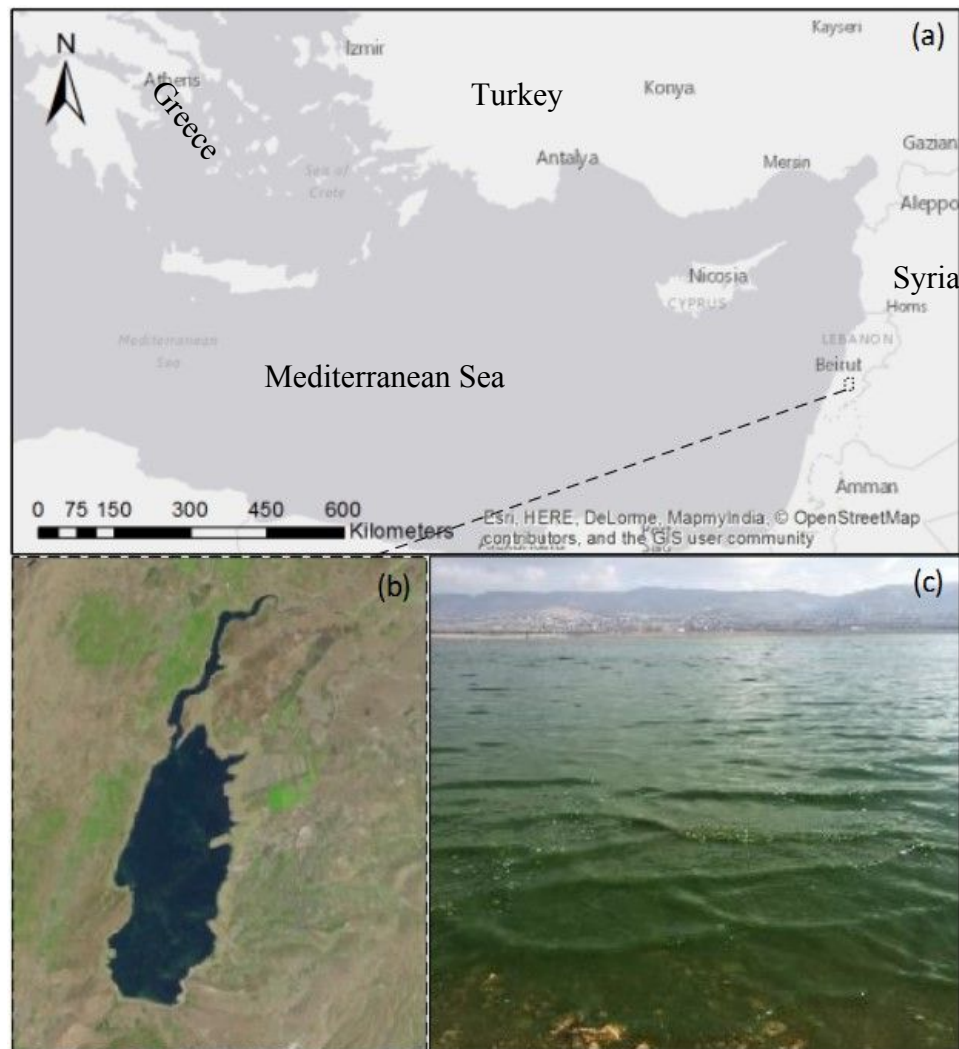 (a)
N
Kayseri
Izmir
Athens
Greece
Turkey
Konya
Gazian
Antalya
Mersin
Sea of
Crete
Aleppo
Nicosia
CYPRUS
Syria
Homs
Mediterranean
Sea
LEBANON
Beirut
Mediterranean Sea
Amman
0 75 150 300 450 600
Kilometers
Esri, HERE, DeLorme, MapmyIndia, © OpenStreetMap
contributors, and the GIS user community
(b)
(c)